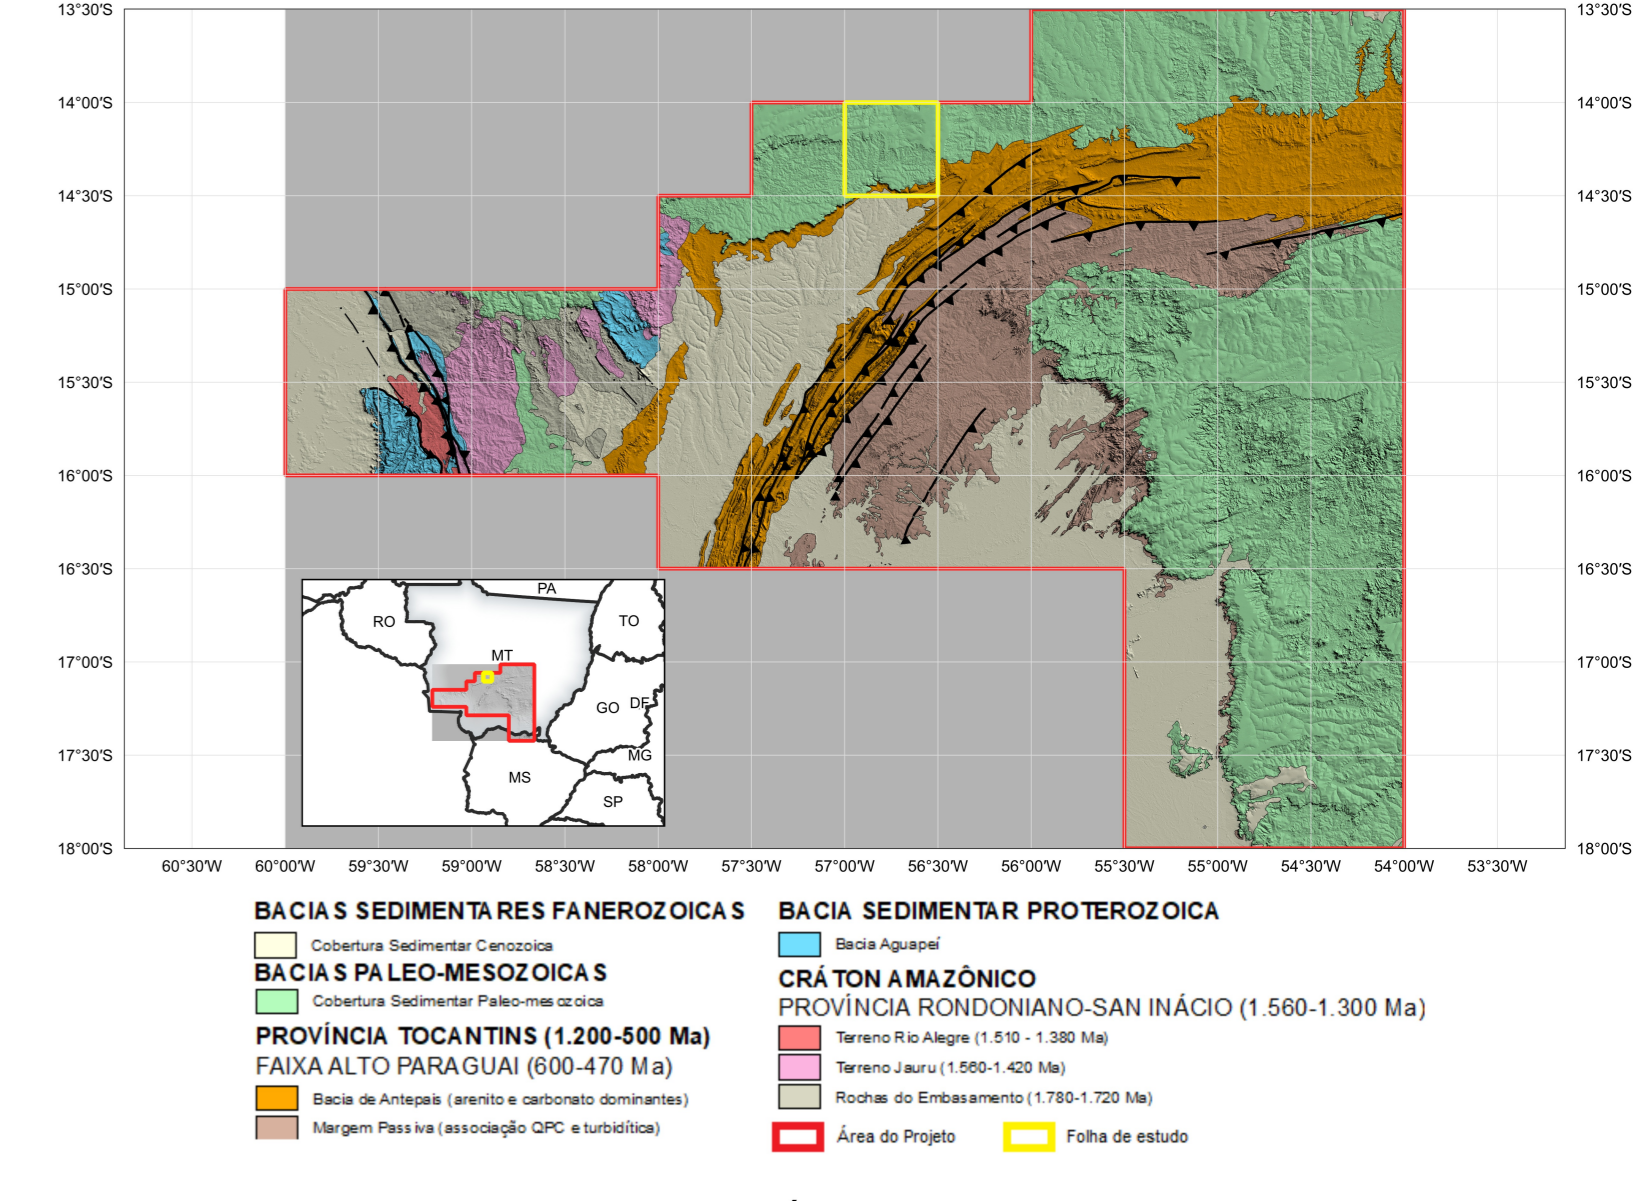 13°30'S 13°30'S
14°00'S 14°00'S
14°30'S 14°30'S
15°00'S 15°00'S
15°30'S 15°30'S
16°00'S 16°00'S
16°30'S 16°30'S
PA
RO TO
MT
17°00'S 17°00'S
GO DF
17°30'S MG 17°30'S
MS
SP
18°00'S 18°00'S
60°30'W 60°00'W 59°30'W 59°00'W 58°30'W 58°00'W 57°30'W 57°00'W 56°30'W 56°00'W 55°30'W 55°00'W 54°30'W 54°00'W 53°30'W
BACIAS SEDIMENTARES FANEROZOICAS
Cobertura Sedimentar Cenozoica
BACIAS PALEO-MESOZOICAS
Cobertura Sedimentar Paleo-mesozoica
PROVÍNCIA TOCANTINS (1.200-500 Ma)
FAIXA ALTO PARAGUAI (600-470 Ma)
Bacia de Antepais (arenito e carbonato dominantes)
Margem Passiva (associação QPC e turbidítica)
BACIA SEDIMENTAR PROTEROZOICA
Bacia Aguapeí
CRÁTON AMAZÔNICO
PROVÍNCIA RONDONIANO-SAN INÁCIO (1.560-1.300 Ma)
Terreno Rio Alegre (1.510 - 1.380 Ma)
Terreno Jauru (1.560-1.420 Ma)
Rochas do Embasamento (1.780-1.720 Ma)
Área do Projeto
Folha de estudo